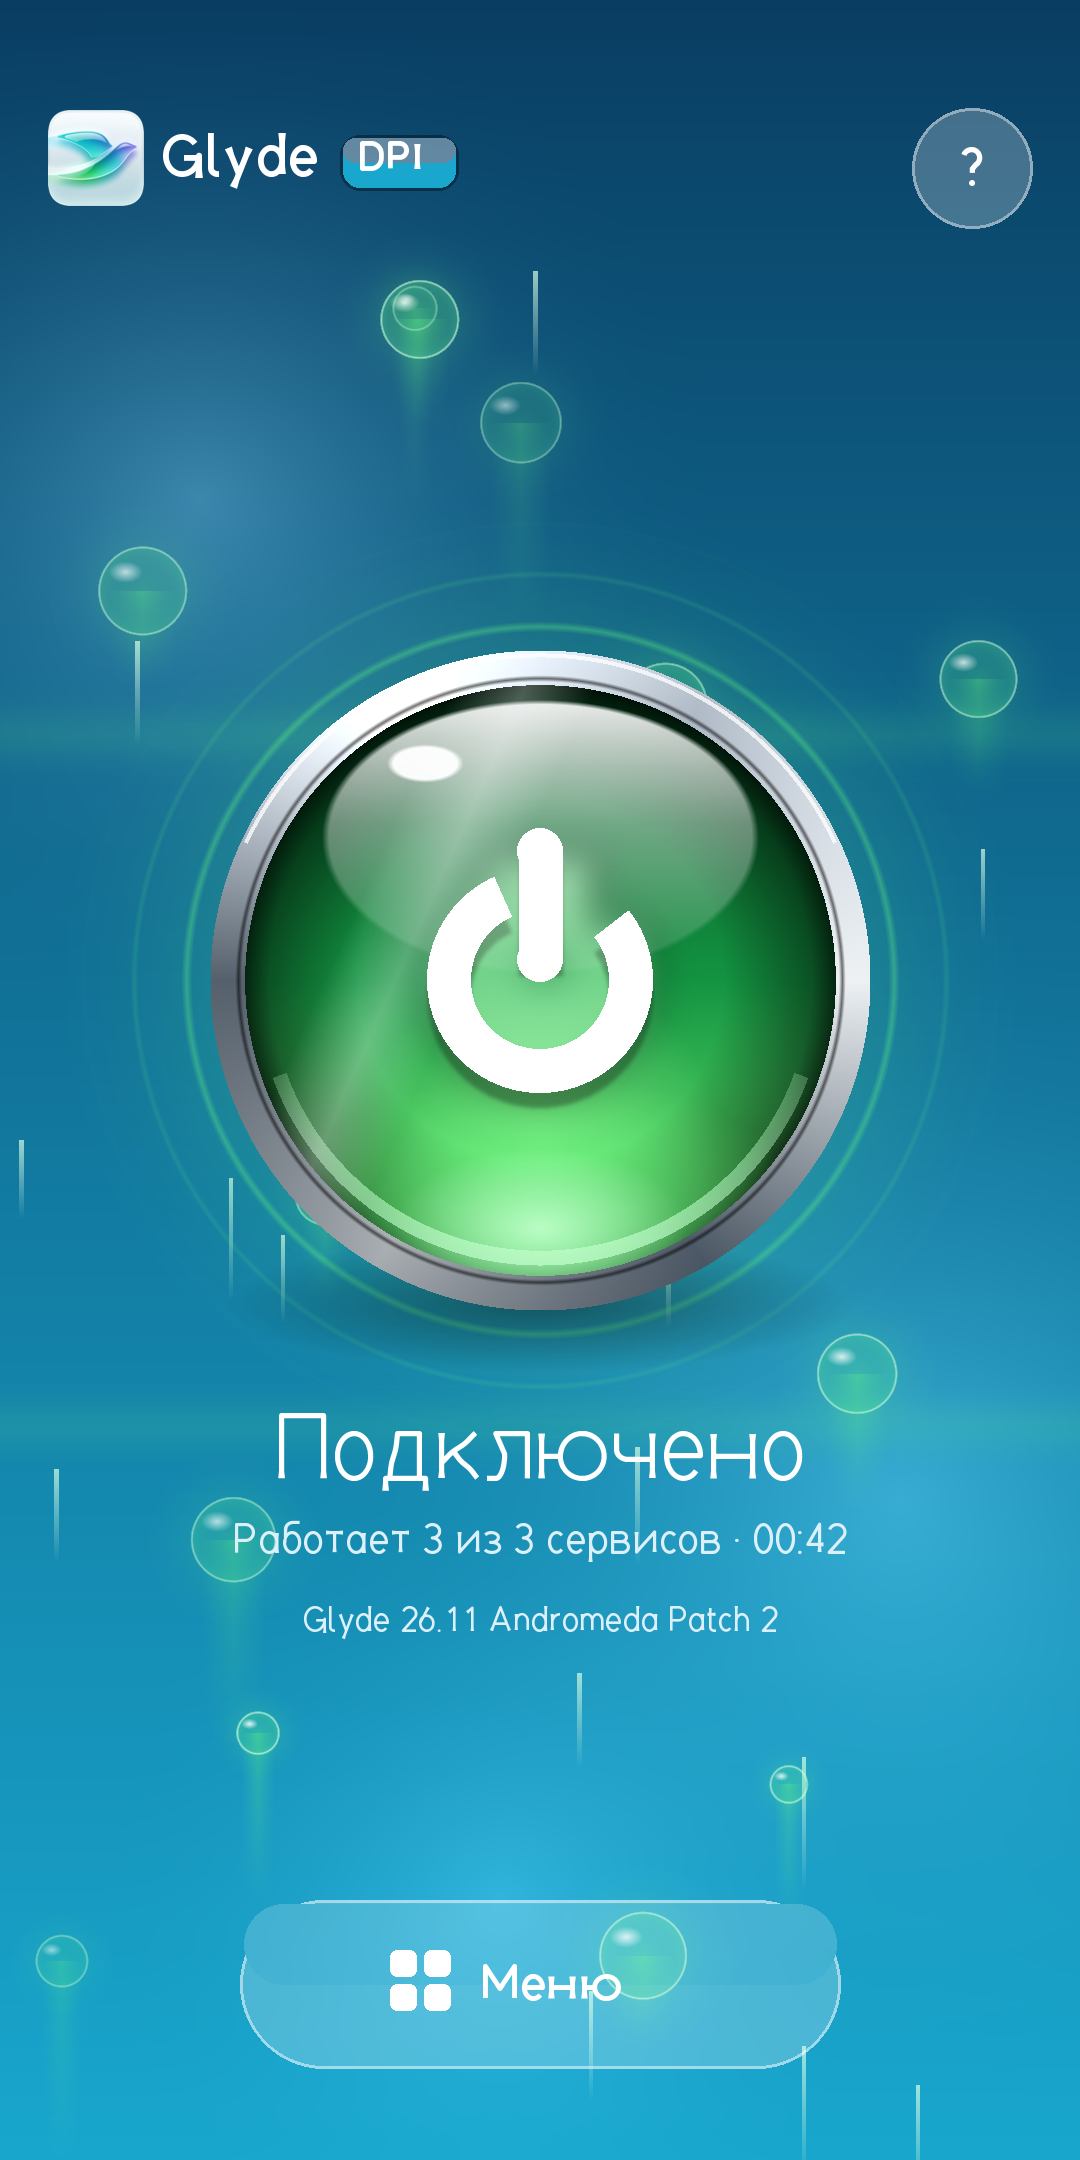 Glyde DPI
?
Подключено
Работает 3 из 3 сервисов · 00:42
Glyde 26.11 Andromeda Patch 2
Меню